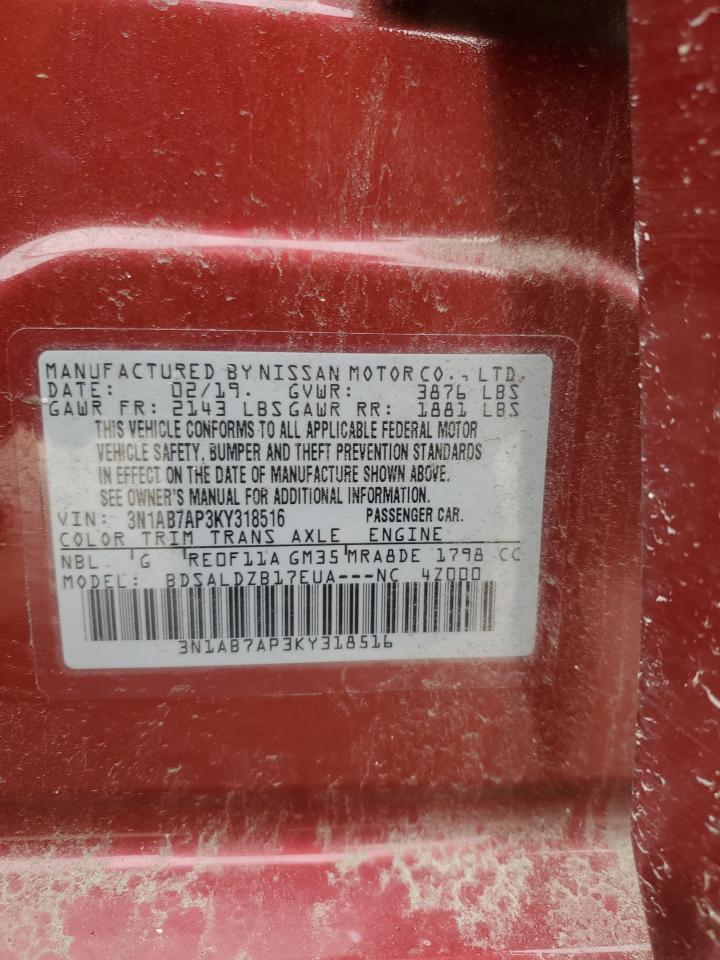 MANUFACTURED BY NISSAN MOTOR CO., LTD.
DATE: 02/19. GVWR: 3876 LBS
GAWR FR: 2143 LBS GAWR RR: 1881 LBS
THIS VEHICLE CONFORMS TO ALL APPLICABLE FEDERAL MOTOR
VEHICLE SAFETY, BUMPER AND THEFT PREVENTION STANDARDS
IN EFFECT ON THE DATE OF MANUFACTURE SHOWN ABOVE.
SEE OWNER'S MANUAL FOR ADDITIONAL INFORMATION.
VIN: 3N1AB7AP3KY318516 PASSENGER CAR.
COLOR TRIM TRANS AXLE ENGINE
NBL G RE0F11A GM35 MRA8DE 1798 CC
MODEL: BDSALDZB17EUA---NC 4Z000
3N1AB7AP3KY318516